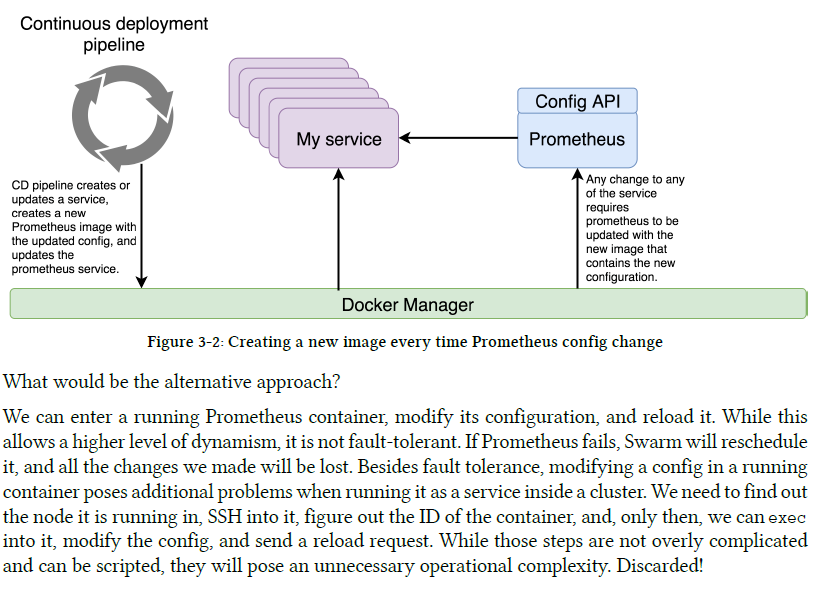 Continuous deployment
pipeline
My service
Config API
Prometheus
CD pipeline creates or
updates a service,
creates a new
Prometheus image with
the updated config, and
updates the
prometheus service.
Any change to any
of the service
requires
prometheus to be
updated with the
new image that
contains the new
configuration.
Docker Manager
Figure 3-2: Creating a new image every time Prometheus config change
What would be the alternative approach?
We can enter a running Prometheus container, modify its configuration, and reload it. While this
allows a higher level of dynamism, it is not fault-tolerant. If Prometheus fails, Swarm will reschedule
it, and all the changes we made will be lost. Besides fault tolerance, modifying a config in a running
container poses additional problems when running it as a service inside a cluster. We need to find out
the node it is running in, SSH into it, figure out the ID of the container, and, only then, we can exec
into it, modify the config, and send a reload request. While those steps are not overly complicated
and can be scripted, they will pose an unnecessary operational complexity. Discarded!